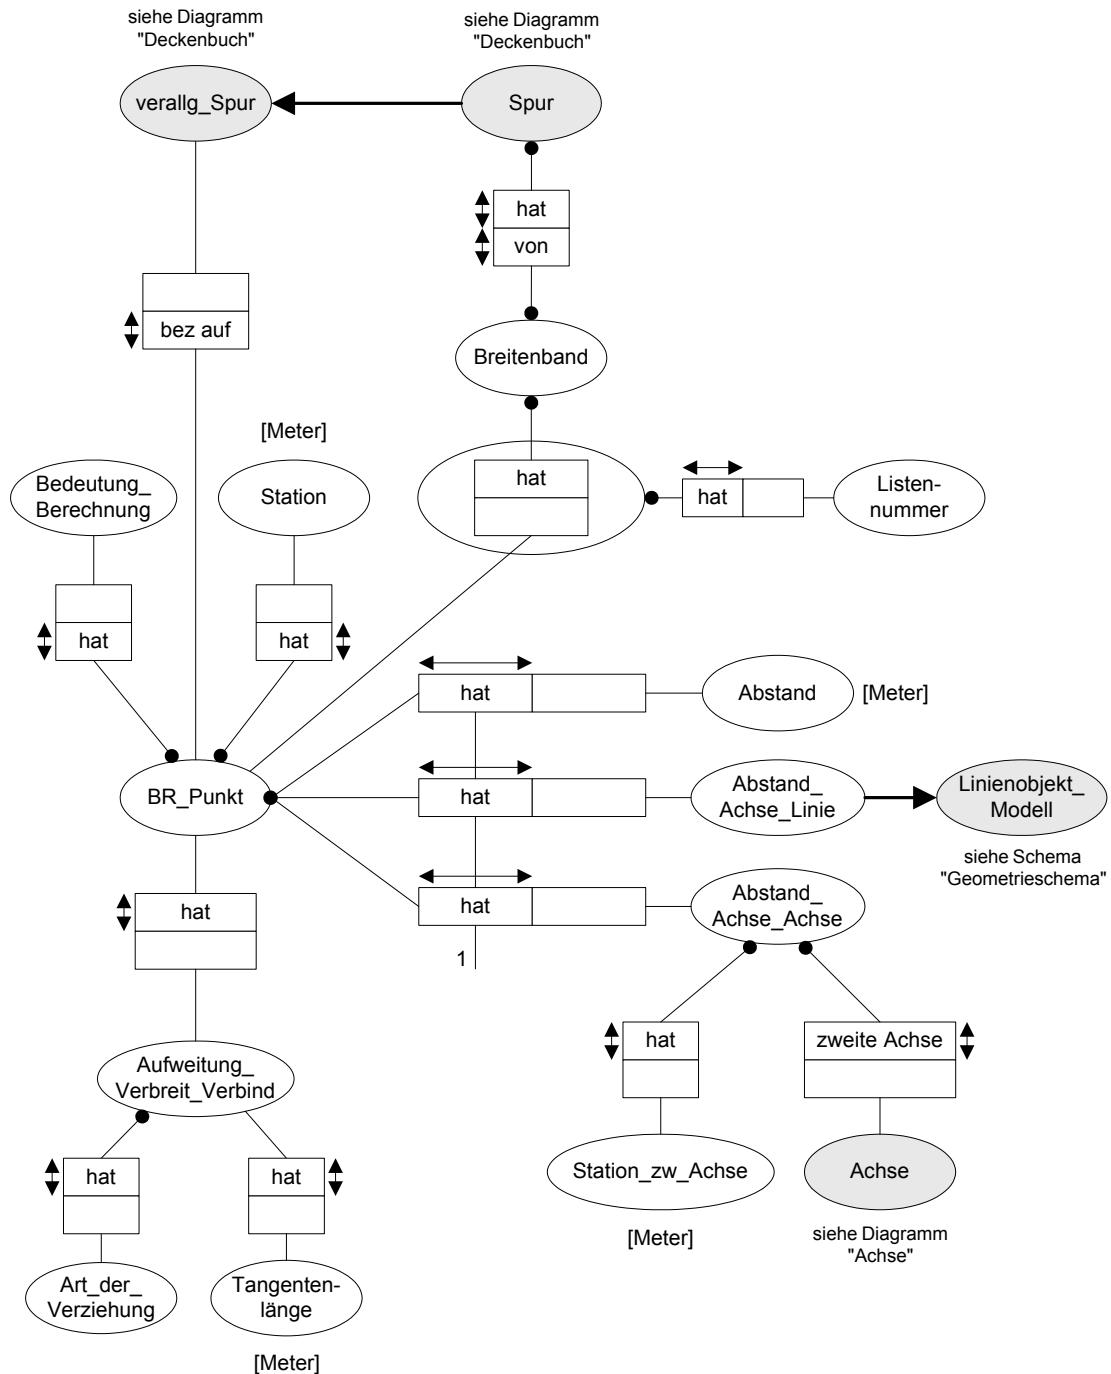 siehe Diagramm
"Deckenbuch"
siehe Diagramm
"Deckenbuch"
verallg_Spur
Spur
hat
von
bez auf
Breitenband
[Meter]
Bedeutung_
Berechnung
Station
hat
hat
Listen-
nummer
hat
hat
hat
Abstand
[Meter]
BR_Punkt
hat
Abstand_
Achse_Linie
Linienobjekt_
Modell
siehe Schema
"Geometrieschema"
hat
Abstand_
Achse_Achse
1
hat
hat
zweite Achse
Aufweitung_
Verbreit_Verbind
hat
hat
Station_zw_Achse
Achse
[Meter]
siehe Diagramm
"Achse"
Art_der_
Verziehung
Tangenten-
länge
[Meter]